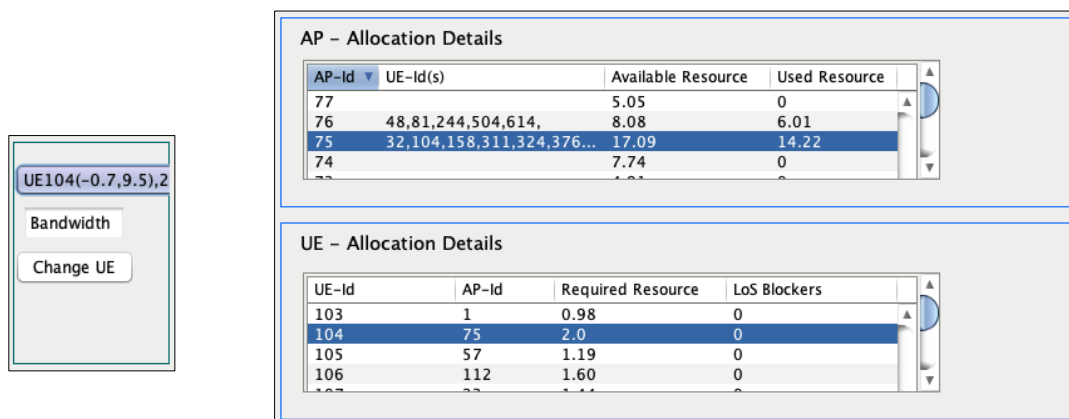 UE104(-0.7,9.5),2
Bandwidth
Change UE
AP - Allocation Details
AP-Id UE-Id(s) Available Resource Used Resource
77 5.05 0
76 48,81,244,504,614, 8.08 6.01
75 32,104,158,311,324,376... 17.09 14.22
74 7.74 0
UE - Allocation Details
UE-Id AP-Id Required Resource LoS Blockers
103 1 0.98 0
104 75 2.0 0
105 57 1.19 0
106 112 1.60 0